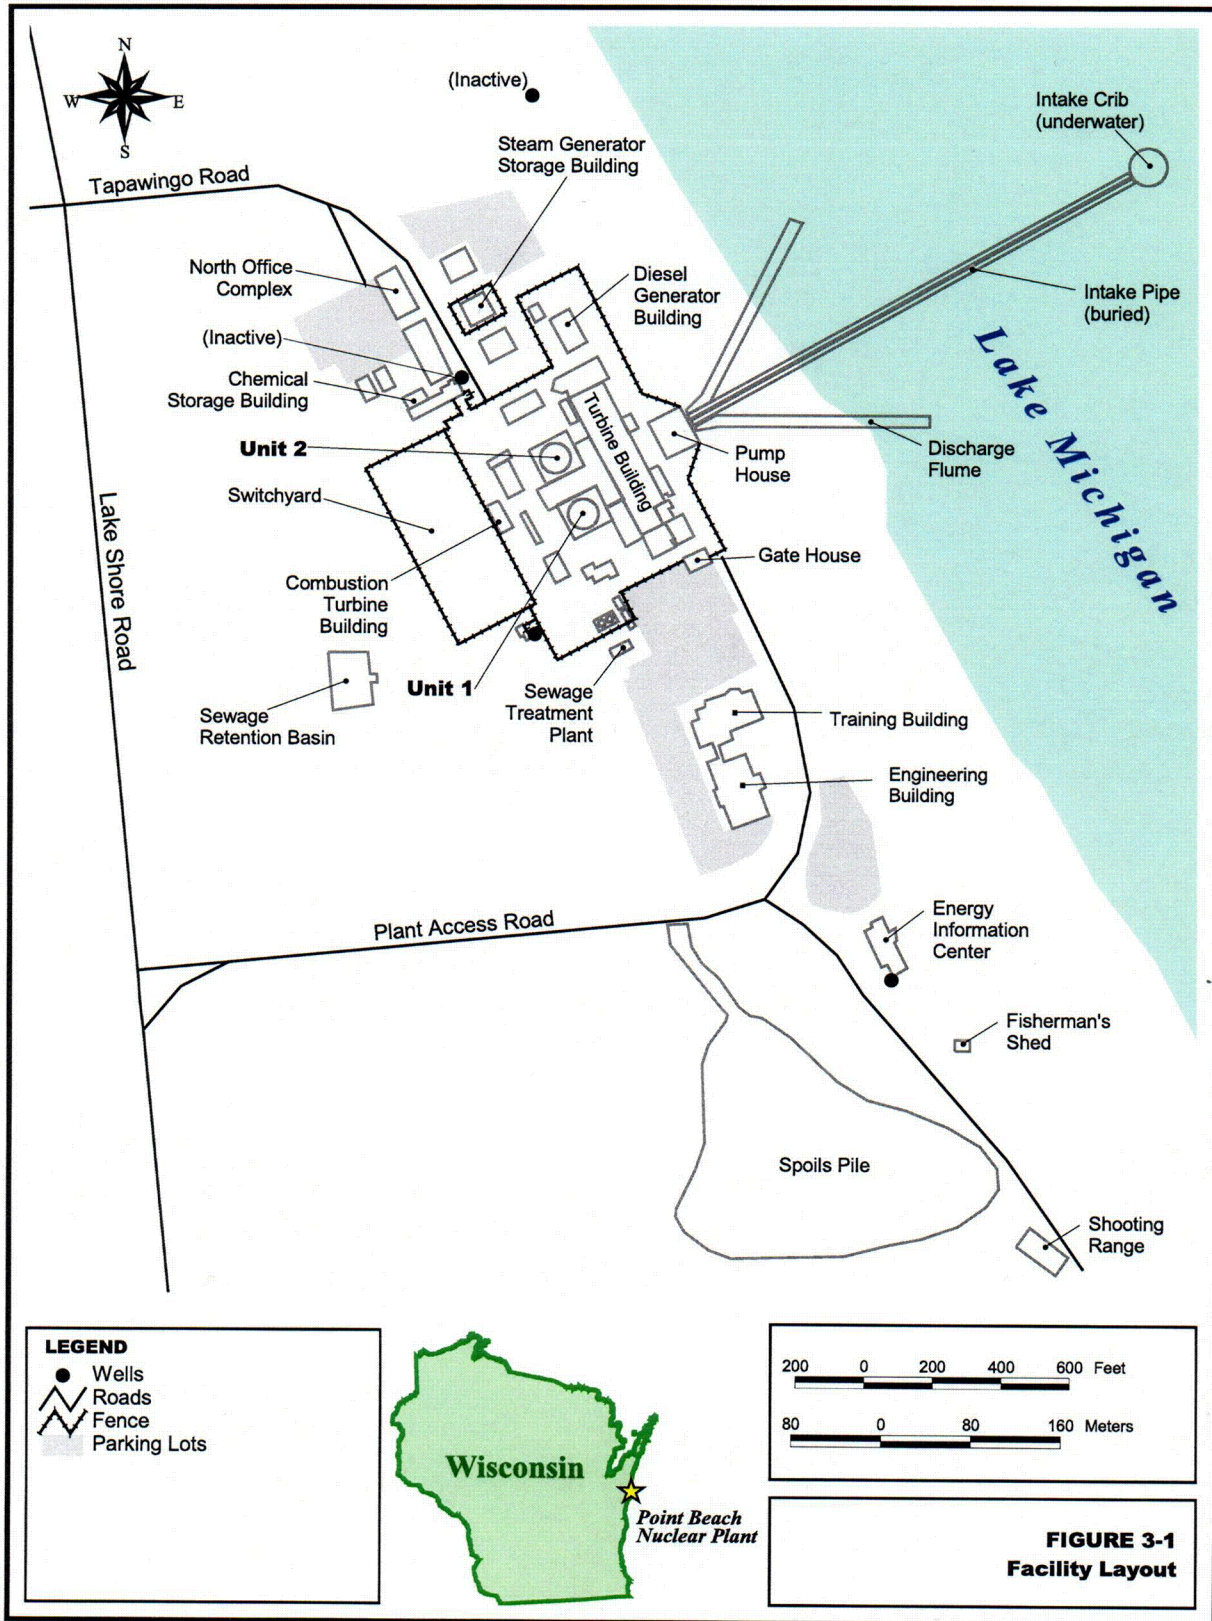 N
W
E
S
(Inactive)
Intake Crib
(underwater)
Steam Generator
Storage Building
Tapawingo Road
North Office
Complex
Diesel
Generator
Building
Intake Pipe
(buried)
(Inactive)
Chemical
Storage Building
Lake Michigan
Turbine Building
Unit 2
Pump
House
Discharge
Flume
Switchyard
Lake Shore Road
Gate House
Combustion
Turbine
Building
Unit 1
Sewage
Treatment
Plant
Sewage
Retention Basin
Training Building
Engineering
Building
Plant Access Road
Energy
Information
Center
Fisherman's
Shed
Spoils Pile
Shooting
Range
LEGEND
Wells
Roads
Fence
Parking Lots
Wisconsin
Point Beach
Nuclear Plant
200 0 200 400 600 Feet
80 0 80 160 Meters
FIGURE 3-1
Facility Layout